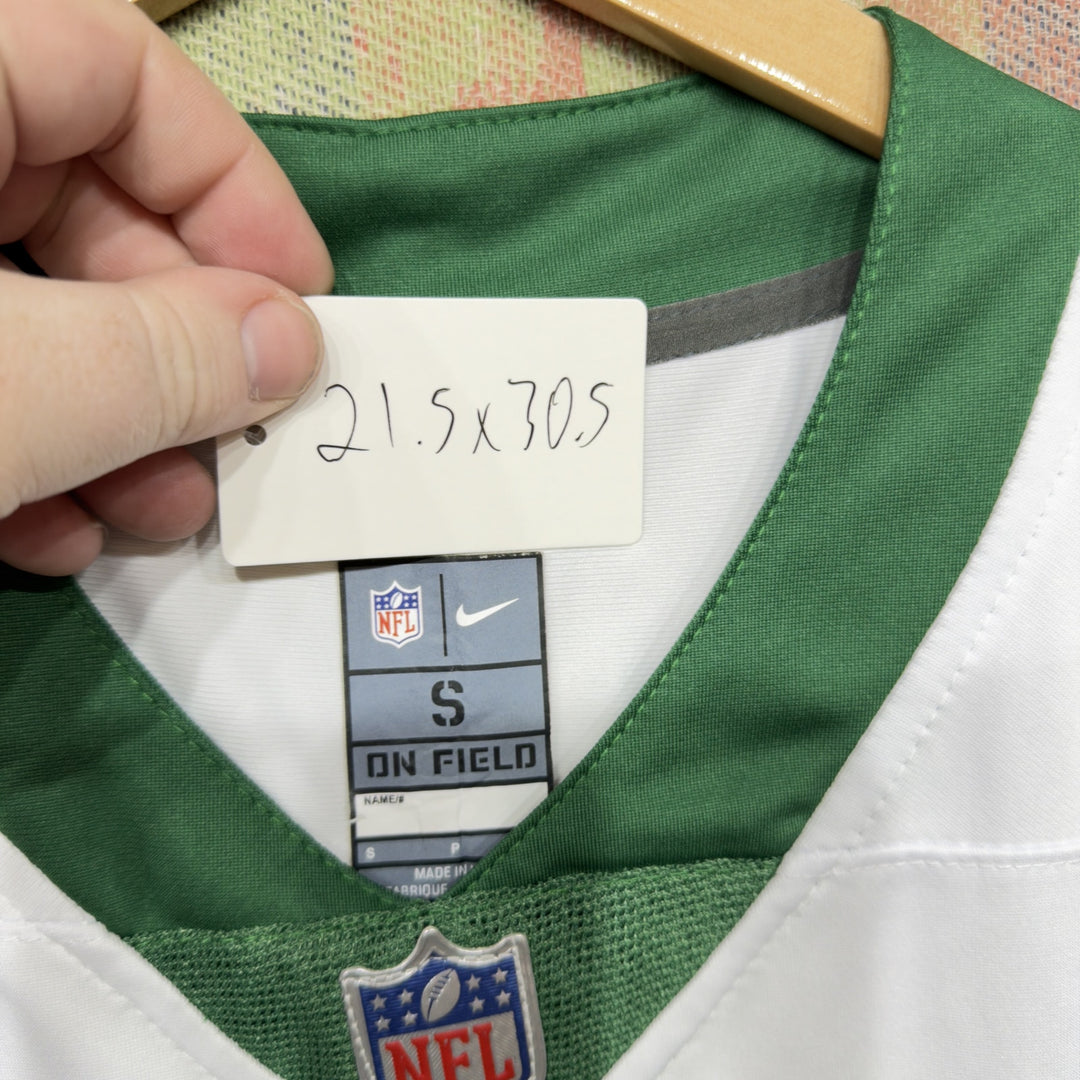 21.5x30.5
NFL
S
ON FIELD
NAME/#
S P
MADE IN
FABRIQUE
NFL